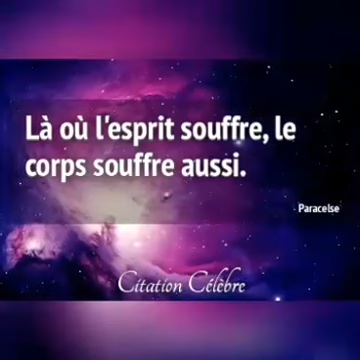 Là où l'esprit souffre, le
corps souffre aussi.
- Paracelse
Citation Célèbre